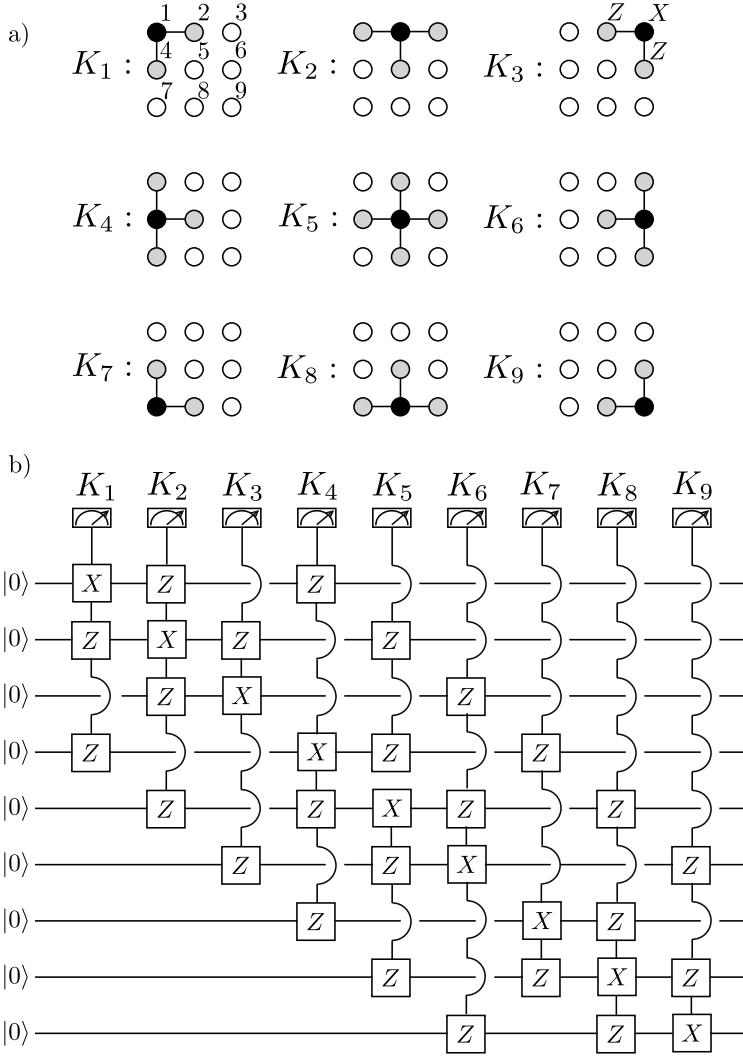 a)
1 2 3
K₁ : K₂ : K₃ : Z X
4 5 6 Z
7 8 9
K₄ : K₅ : K₆ :
K₇ : K₈ : K₉ :
b)
K₁ K₂ K₃ K₄ K₅ K₆ K₇ K₈ K₉
|0⟩ X Z Z
|0⟩ Z X Z Z
|0⟩ Z X Z
|0⟩ Z X Z Z
|0⟩ Z Z X Z Z
|0⟩ Z Z X Z
|0⟩ Z X Z
|0⟩ Z Z X Z
|0⟩ Z Z X